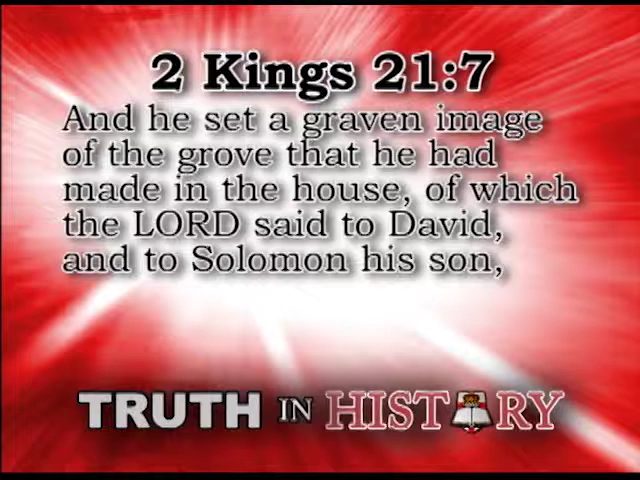 2 Kings 21:7
And he set a graven image
of the grove that he had
made in the house, of which
the LORD said to David,
and to Solomon his son,
TRUTH IN HISTORY